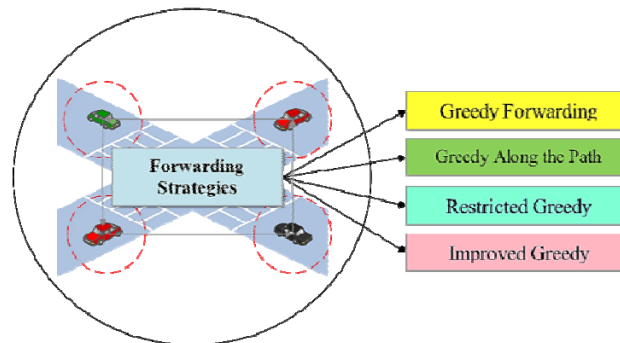 Forwarding
Strategies
Greedy Forwarding
Greedy Along the Path
Restricted Greedy
Improved Greedy